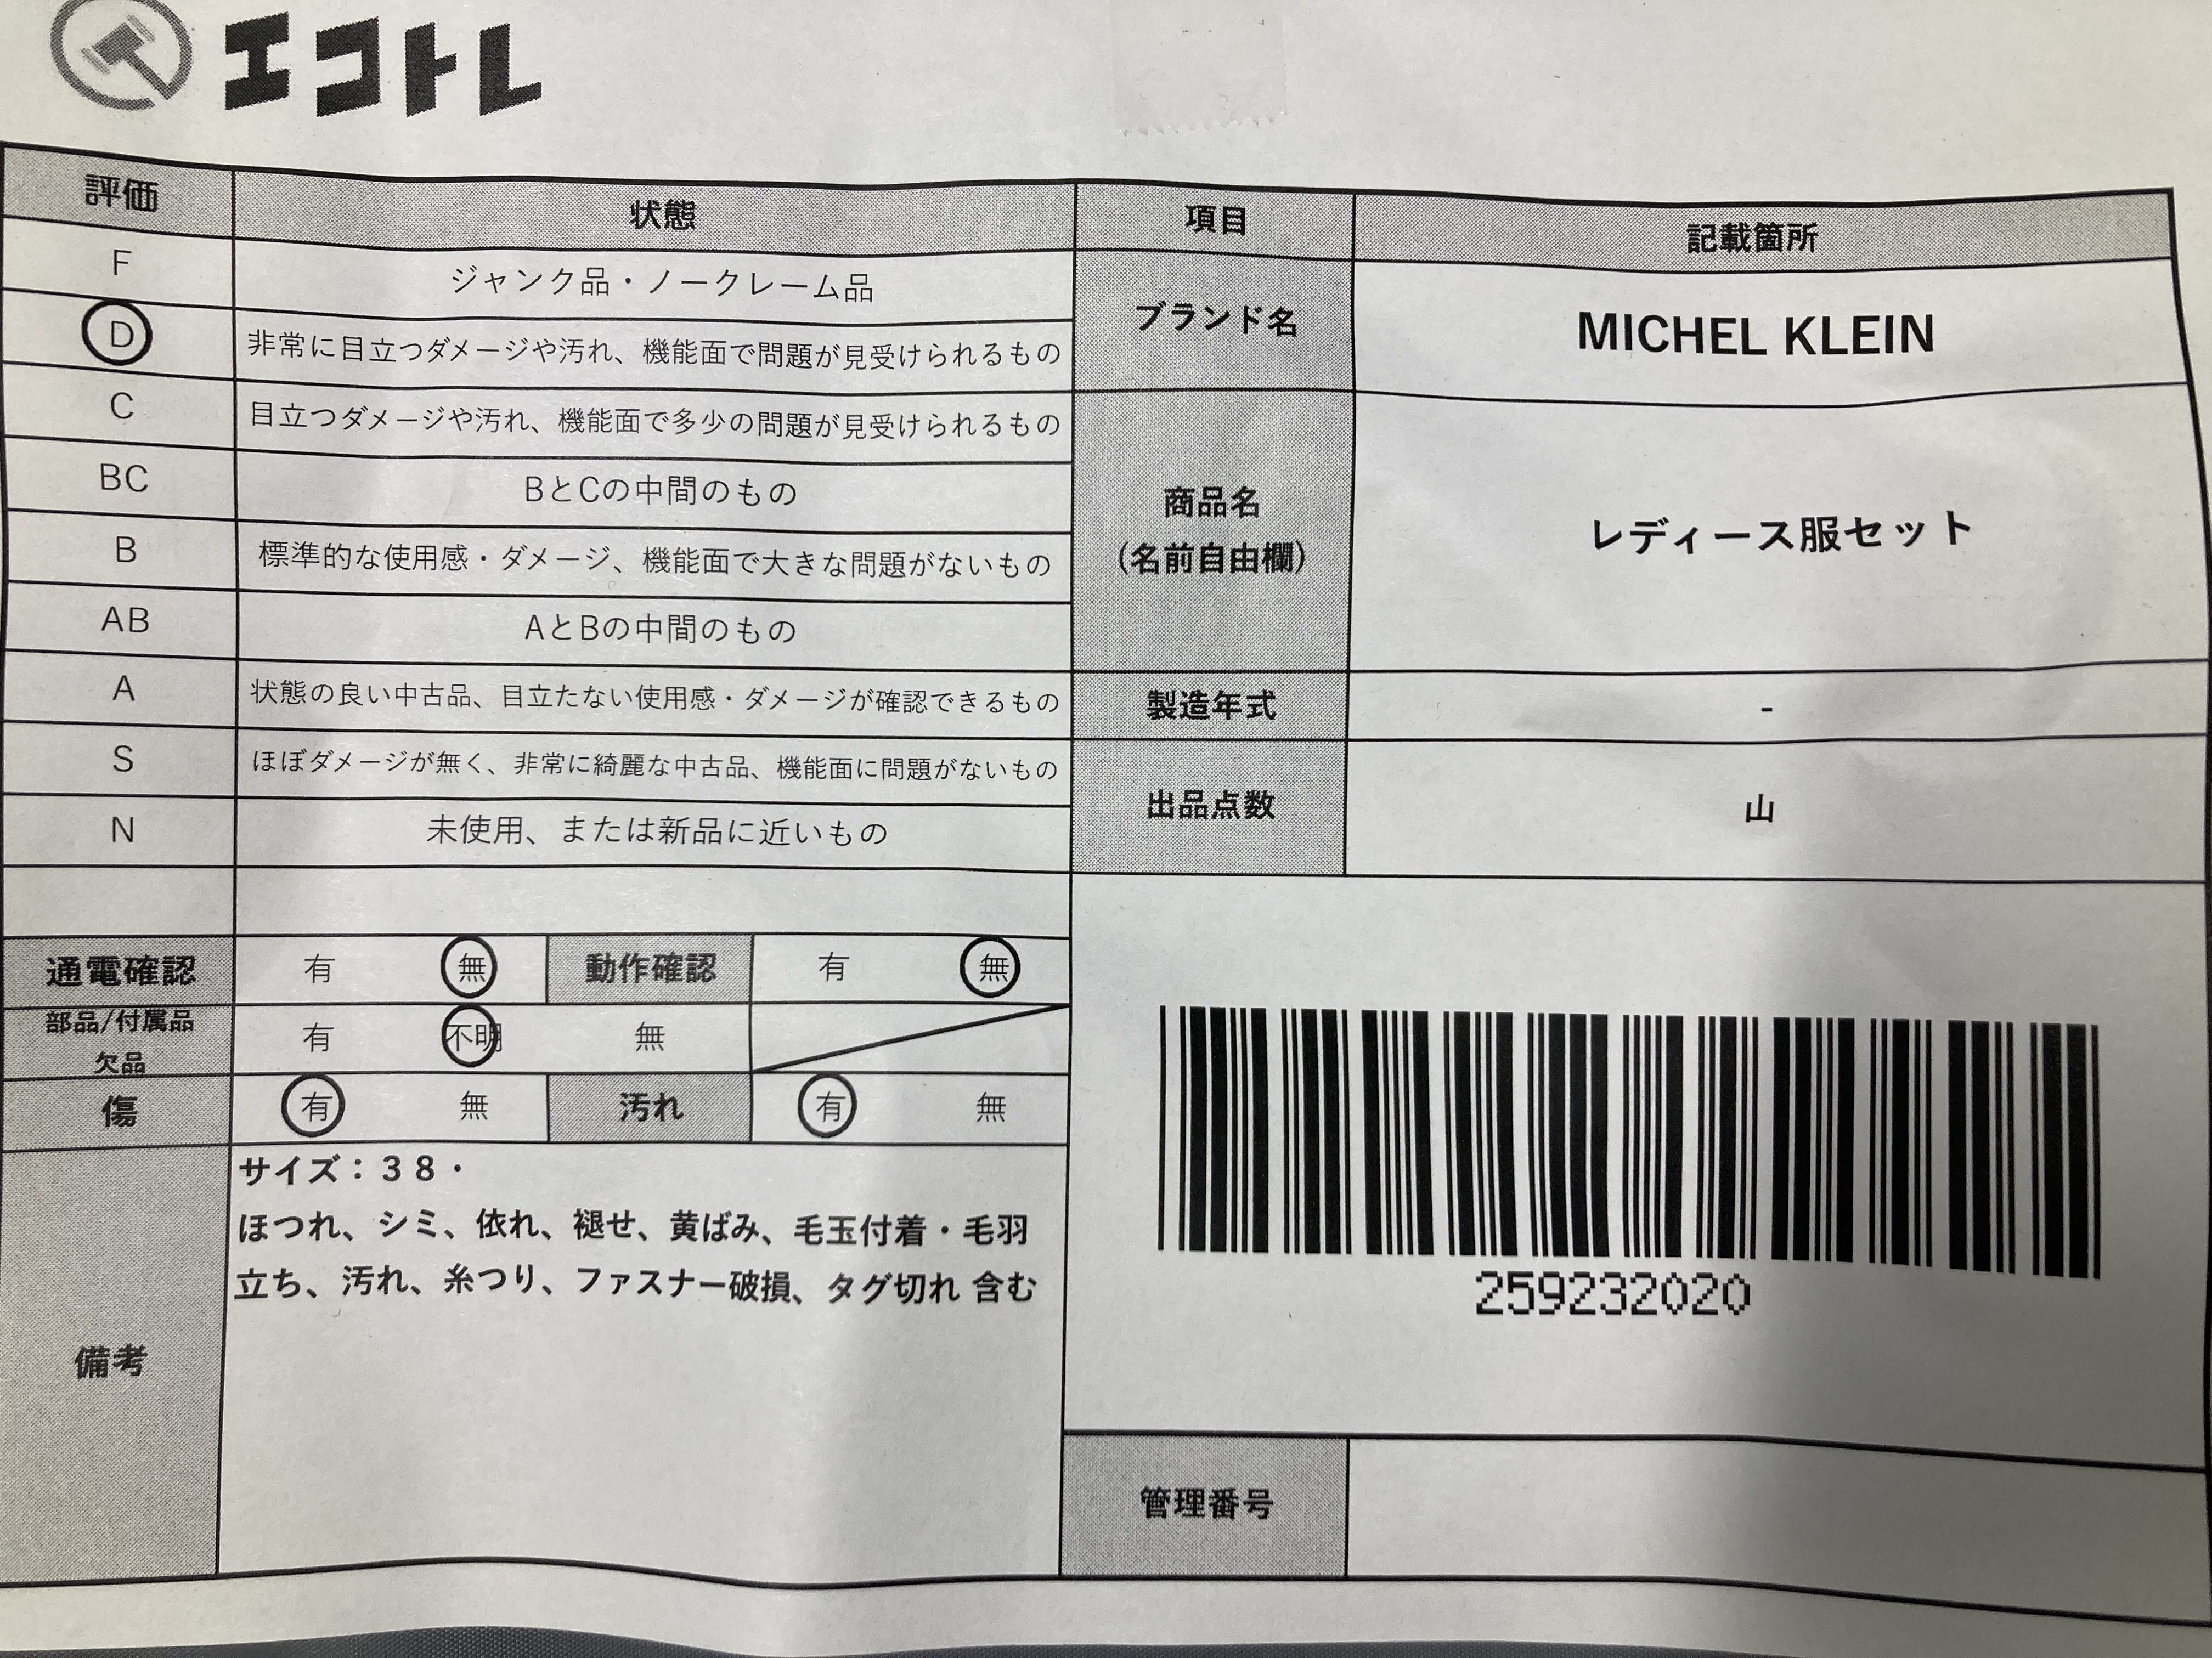 エコトレ
評価 状態 項目 記載箇所
F ジャンク品・ノークレーム品
D 非常に目立つダメージや汚れ、機能面で問題が見受けられるもの
ブランド名 MICHEL KLEIN
C 目立つダメージや汚れ、機能面で多少の問題が見受けられるもの
BC BとCの中間のもの
B 標準的な使用感・ダメージ、機能面で大きな問題がないもの
商品名
(名前自由欄)
レディース服セット
AB AとBの中間のもの
A 状態の良い中古品、目立たない使用感・ダメージが確認できるもの
製造年式 -
S ほぼダメージが無く、非常に綺麗な中古品、機能面に問題がないもの
N 未使用、または新品に近いもの
出品点数 山
通電確認 有 無 動作確認 有 無
部品/付属品
欠品
有 不明 無
傷 有 無 汚れ 有 無
備考
サイズ：３８・
ほつれ、シミ、依れ、褪せ、黄ばみ、毛玉付着・毛羽
立ち、汚れ、糸つり、ファスナー破損、タグ切れ 含む
259232020
管理番号